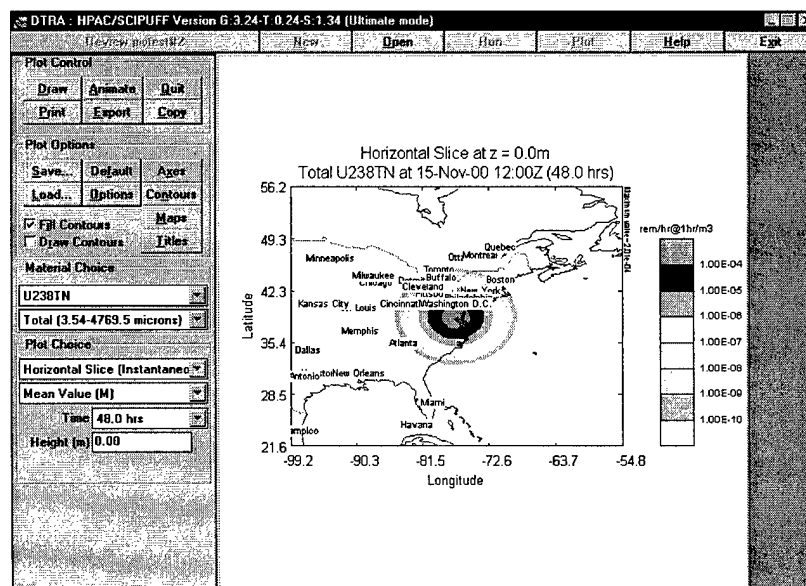 DTRA : HPAC/SCIPUFF Version G:3.24-T:0.24-S:1.34 (Ultimate mode)
Review New Open Run Plot Help Exit
Plot Control
Draw Animate Quit
Print Export Copy
Plot Options
Save... Default Axes
Load... Options Contours
Fill Contours Maps
Draw Contours Titles
Material Choice
U238TN
Total (3.54-4769.5 microns)
Plot Choice
Horizontal Slice (Instantaneo
Mean Value (M)
Time 48.0 hrs
Height (m) 0.00
Horizontal Slice at z = 0.0m
Total U238TN at 15-Nov-00 12:00Z (48.0 hrs)
56.2
49.3
42.3
35.4
28.5
21.6
Latitude
-99.2 -90.3 -81.5 -72.6 -63.7 -54.8
Longitude
Quebec
Montreal
Minneapolis
Toronto
Milwaukee
Buffalo
Boston
Chicago
Cleveland
New York
Kansas City
Louis
Cincinnati
Washington D.C.
Memphis
Atlanta
Dallas
Antonio
New Orleans
Miami
Havana
mpico
rem/hr@1hr/m3
1.00E-04
1.00E-05
1.00E-06
1.00E-07
1.00E-08
1.00E-09
1.00E-10